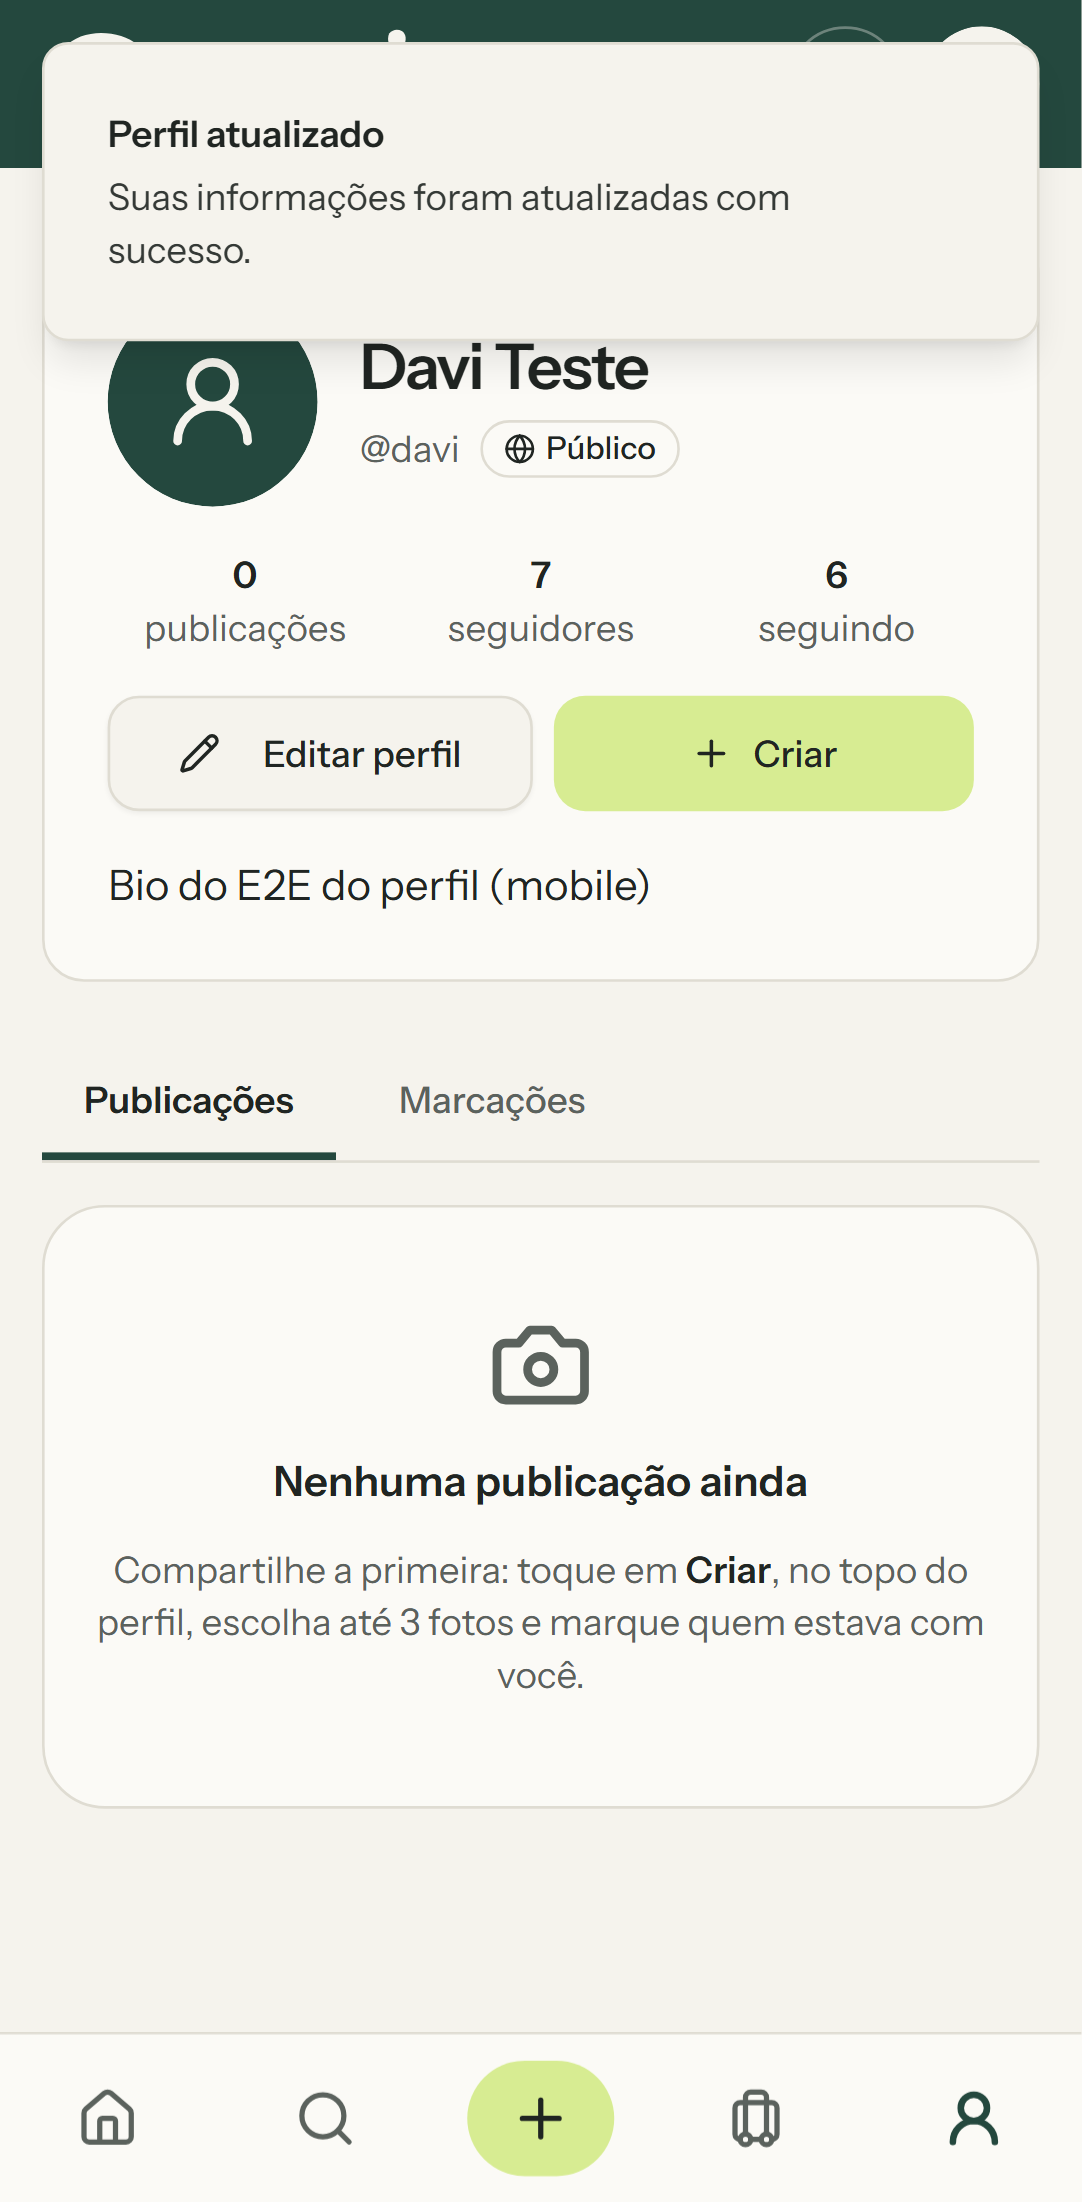 Perfil atualizado
Suas informações foram atualizadas com
sucesso.
Davi Teste
@davi Público
0 7 6
publicações seguidores seguindo
Editar perfil Criar
Bio do E2E do perfil (mobile)
Publicações Marcações
Nenhuma publicação ainda
Compartilhe a primeira: toque em Criar, no topo do
perfil, escolha até 3 fotos e marque quem estava com
você.